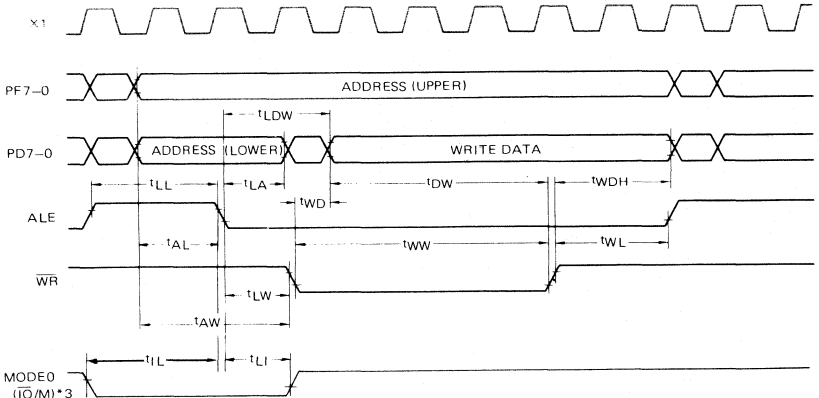 X1
PF7-0
ADDRESS (UPPER)
tLDW
PD7-0
ADDRESS (LOWER)
WRITE DATA
tLL
tLA
tWD
tDW
tWDH
ALE
tAL
tWW
tWL
WR
tLW
tAW
tIL
tLI
MODE0
(IO/M)*3